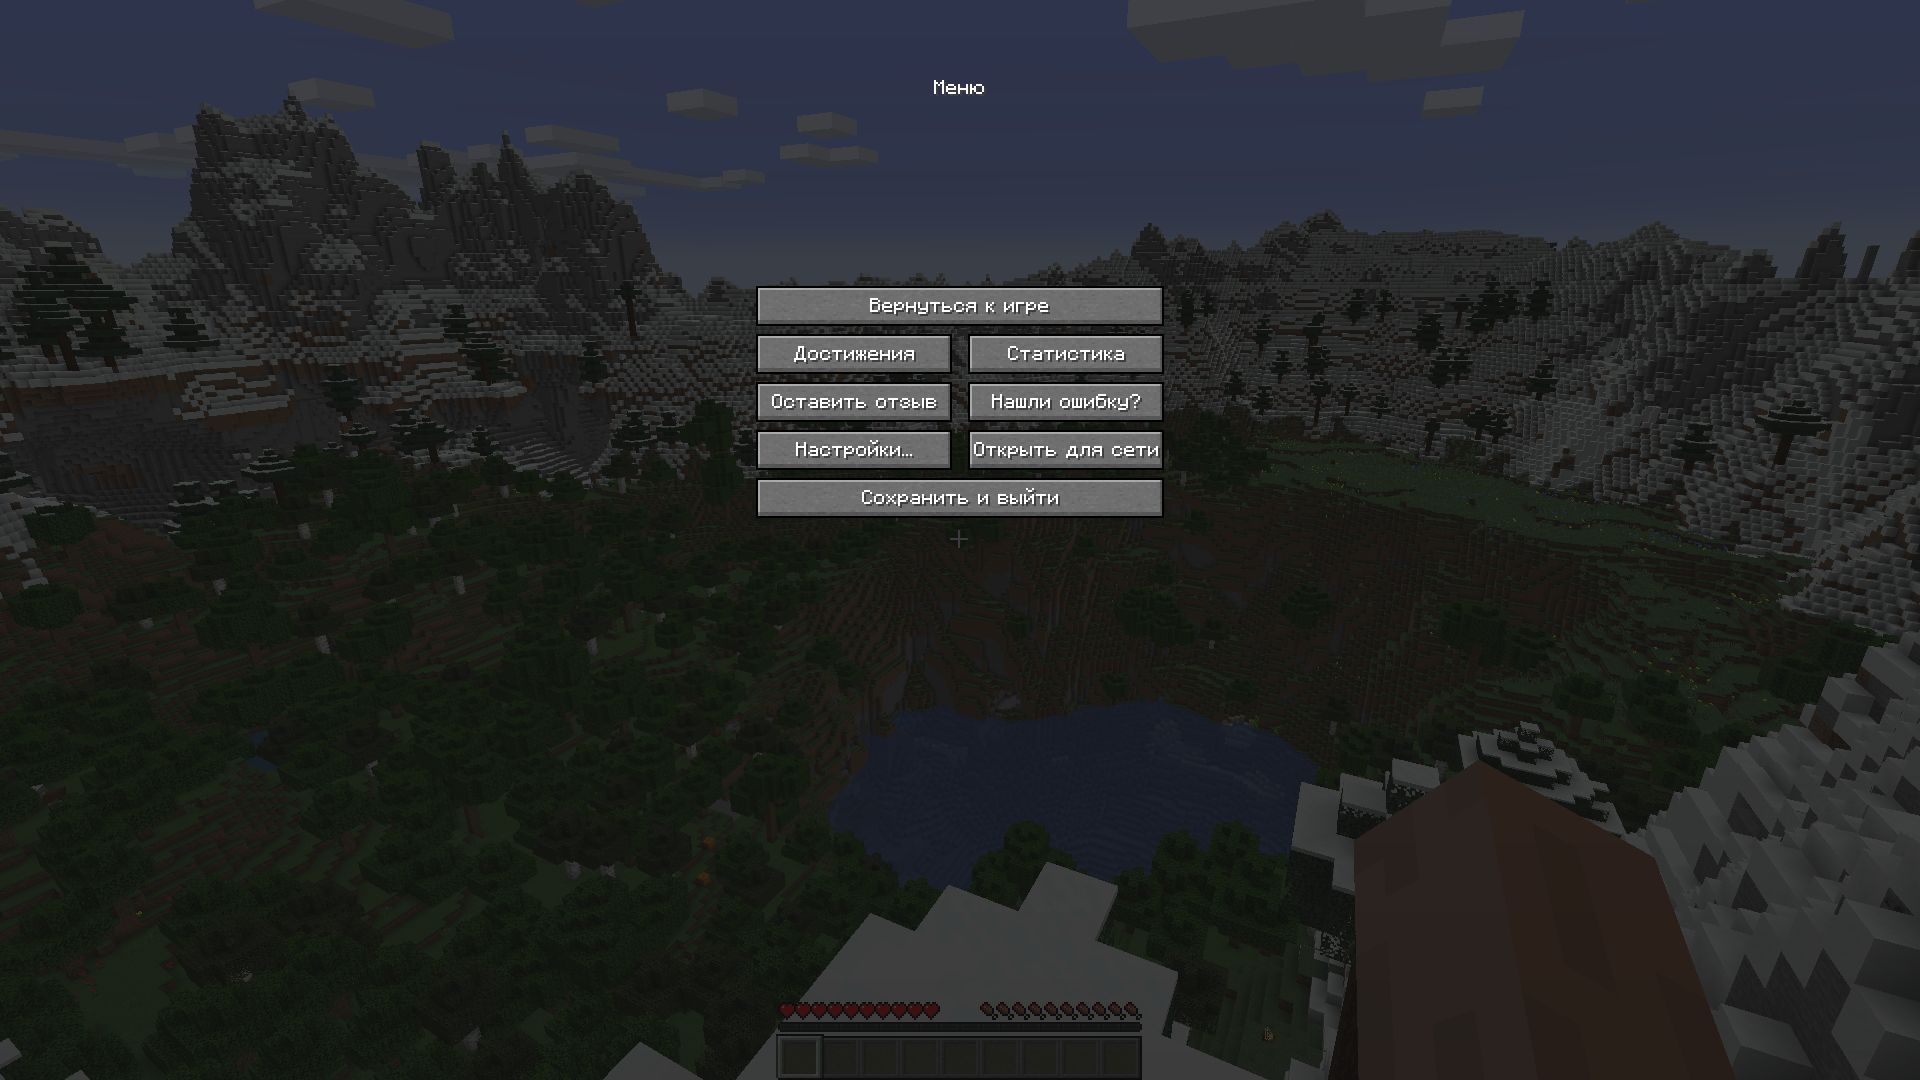 Меню
Вернуться к игре
Достижения
Статистика
Оставить отзыв
Нашли ошибку?
Настройки...
Открыть для сети
Сохранить и выйти